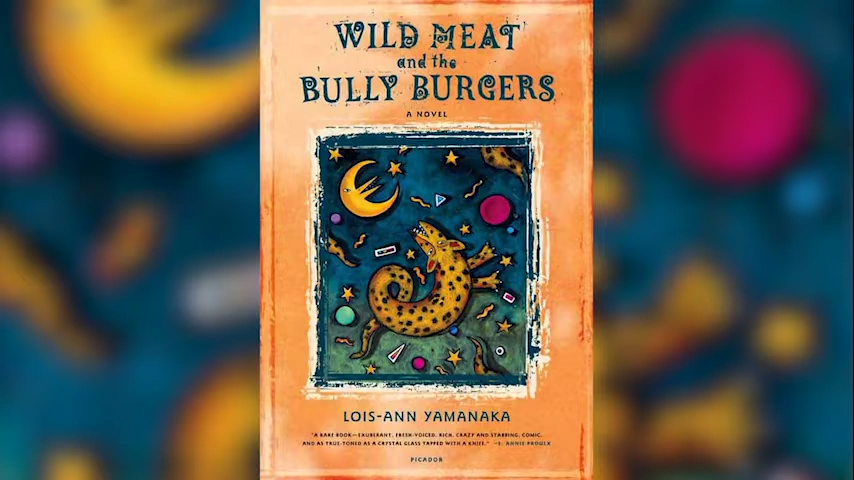 WILD MEAT
and the
BULLY BURGERS
A NOVEL
LOIS-ANN YAMANAKA
"A RARE BOOK—EXUBERANT, FRESH-VOICED, RICH, CRAZY AND STABBING, COMIC,
AND AS TRUE-TONED AS A CRYSTAL GLASS TAPPED WITH A KNIFE." —E. ANNIE PROULX
PICADOR